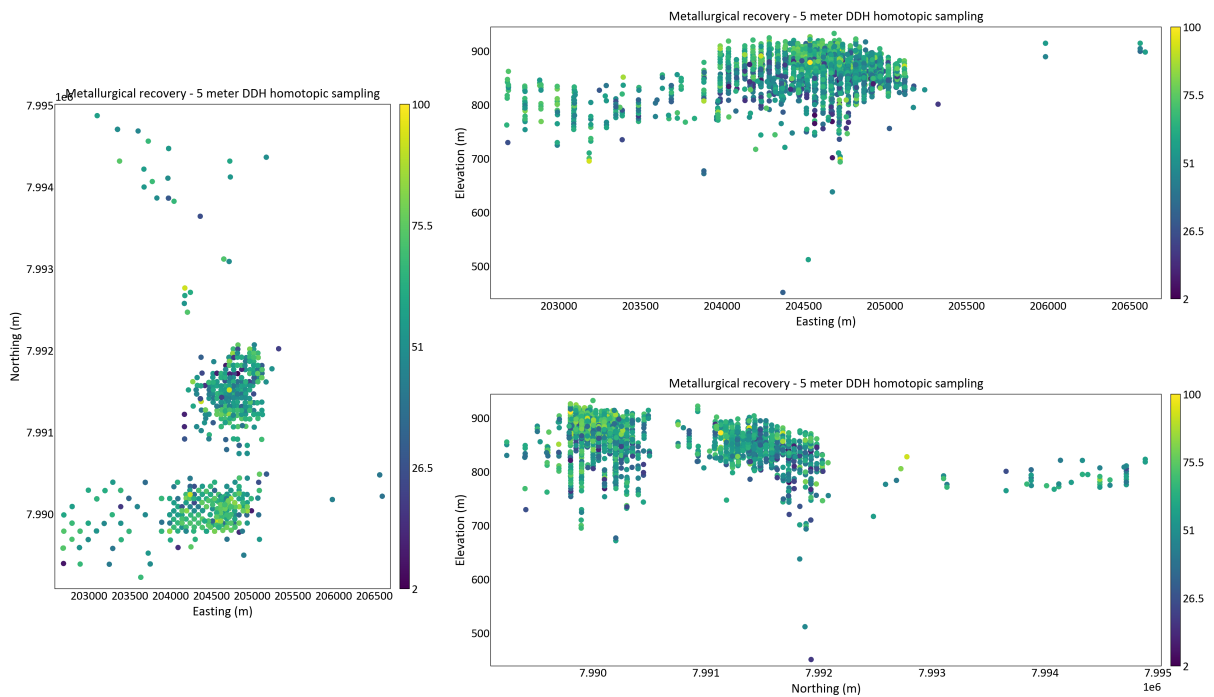 Metallurgical recovery - 5 meter DDH homotopic sampling
1e6
7.995
7.994
7.993
7.992
7.991
7.990
Northing (m)
203000 203500 204000 204500 205000 205500 206000 206500
Easting (m)
100
75.5
51
26.5
2
Metallurgical recovery - 5 meter DDH homotopic sampling
900
800
700
600
500
Elevation (m)
203000 203500 204000 204500 205000 205500 206000 206500
Easting (m)
100
75.5
51
26.5
2
Metallurgical recovery - 5 meter DDH homotopic sampling
900
800
700
600
500
Elevation (m)
7.990 7.991 7.992 7.993 7.994 7.995
1e6
Northing (m)
100
75.5
51
26.5
2